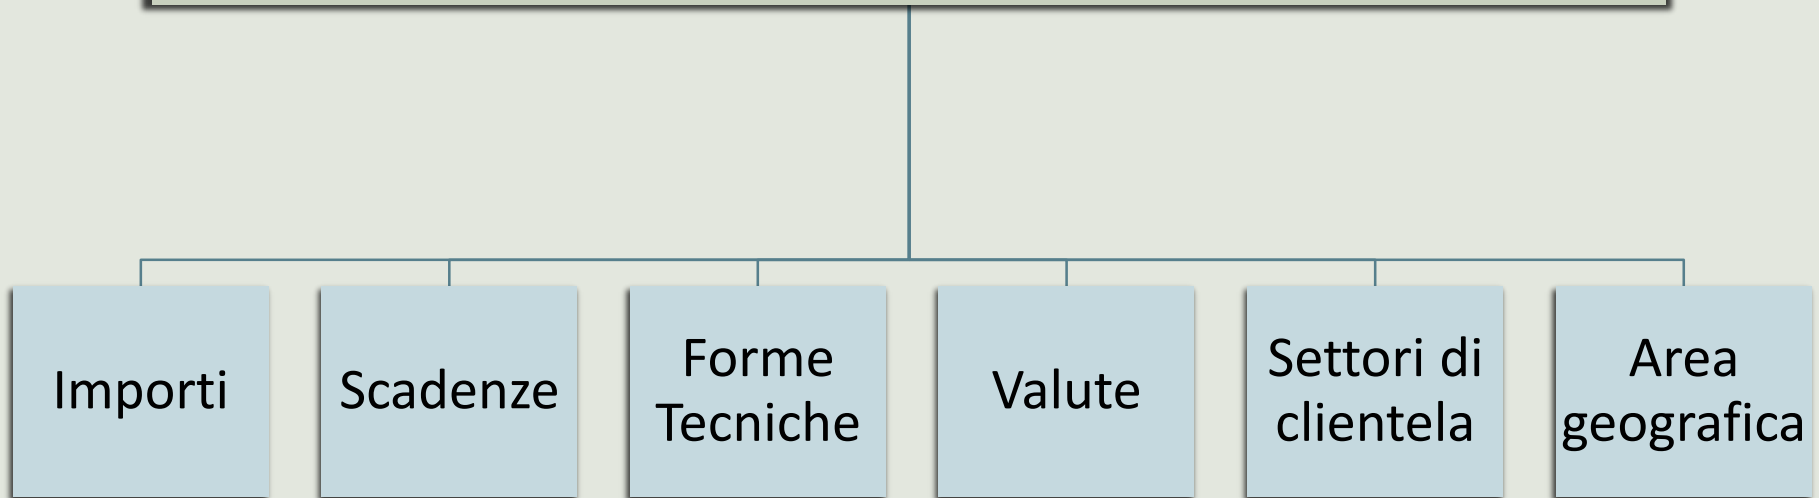 Importi
Scadenze
Forme
Tecniche
Valute
Settori di
clientela
Area
geografica